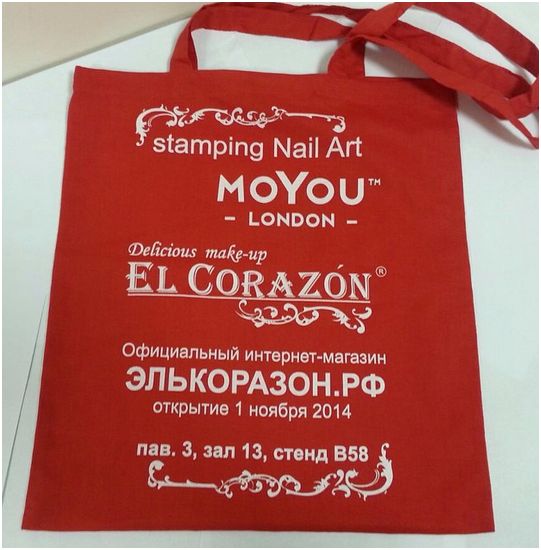 stamping Nail Art
MOYOU™
- LONDON -
Delicious make-up
EL CORAZÓN®
Официальный интернет-магазин
ЭЛЬКОРАЗОН.РФ
открытие 1 ноября 2014
пав. 3, зал 13, стенд В58